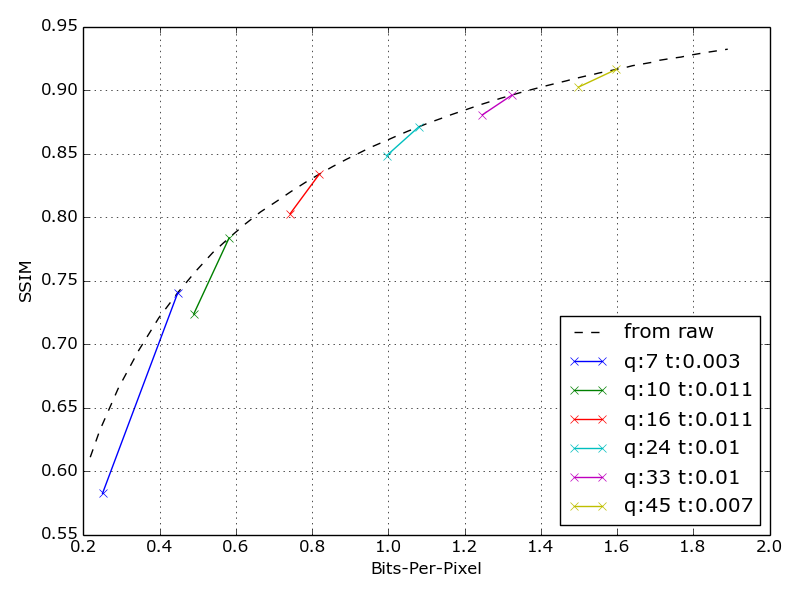 0.95
0.90
0.85
0.80
0.75
0.70
0.65
0.60
0.55
SSIM
from raw
q:7 t:0.003
q:10 t:0.011
q:16 t:0.011
q:24 t:0.01
q:33 t:0.01
q:45 t:0.007
0.2 0.4 0.6 0.8 1.0 1.2 1.4 1.6 1.8 2.0
Bits-Per-Pixel